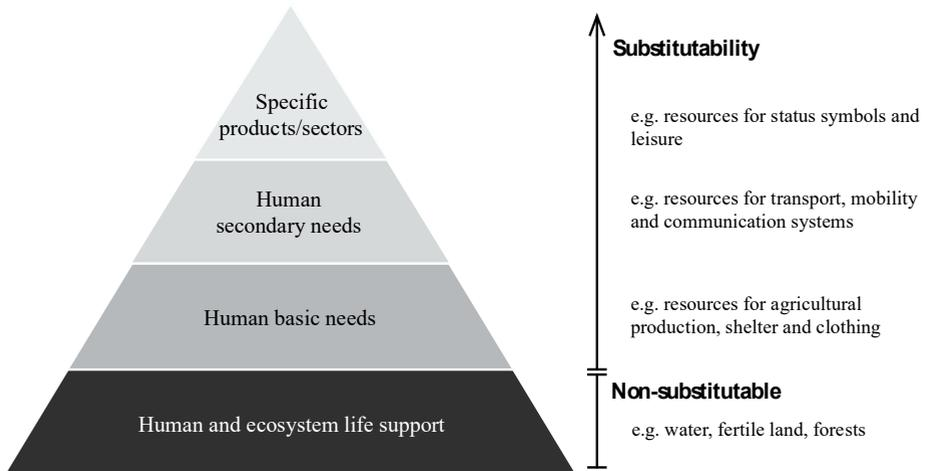 Substitutability
Specific
products/sectors
e.g. resources for status symbols and
leisure
Human
secondary needs
e.g. resources for transport, mobility
and communication systems
Human basic needs
e.g. resources for agricultural
production, shelter and clothing
Non-substitutable
Human and ecosystem life support
e.g. water, fertile land, forests